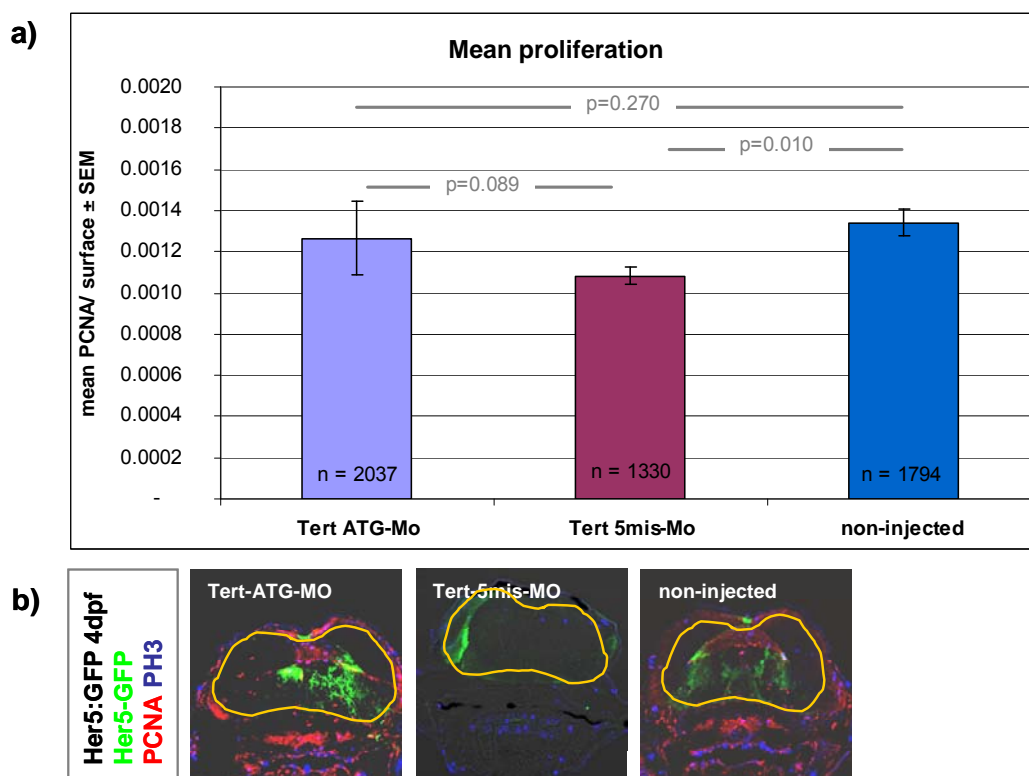 a)
Mean proliferation
mean PCNA/ surface ± SEM
0.0020
0.0018
0.0016
0.0014
0.0012
0.0010
0.0008
0.0006
0.0004
0.0002
-
p=0.270
p=0.010
p=0.089
n = 2037
n = 1330
n = 1794
Tert ATG-Mo
Tert 5mis-Mo
non-injected
b)
Her5:GFP 4dpf
Her5-GFP
PCNA PH3
Tert-ATG-MO
Tert-5mis-MO
non-injected